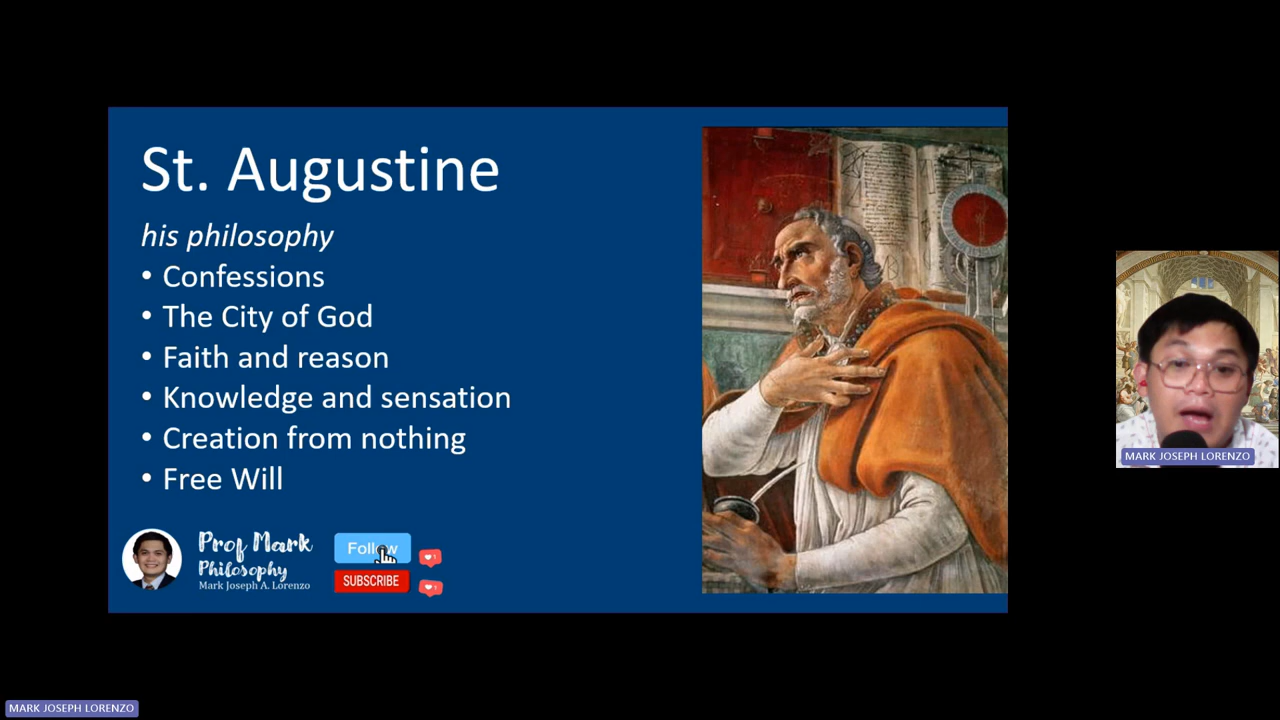 St. Augustine
his philosophy
• Confessions
• The City of God
• Faith and reason
• Knowledge and sensation
• Creation from nothing
• Free Will
Prof Mark
Philosophy
Mark Joseph A. Lorenzo
Follow
SUBSCRIBE
MARK JOSEPH LORENZO
MARK JOSEPH LORENZO